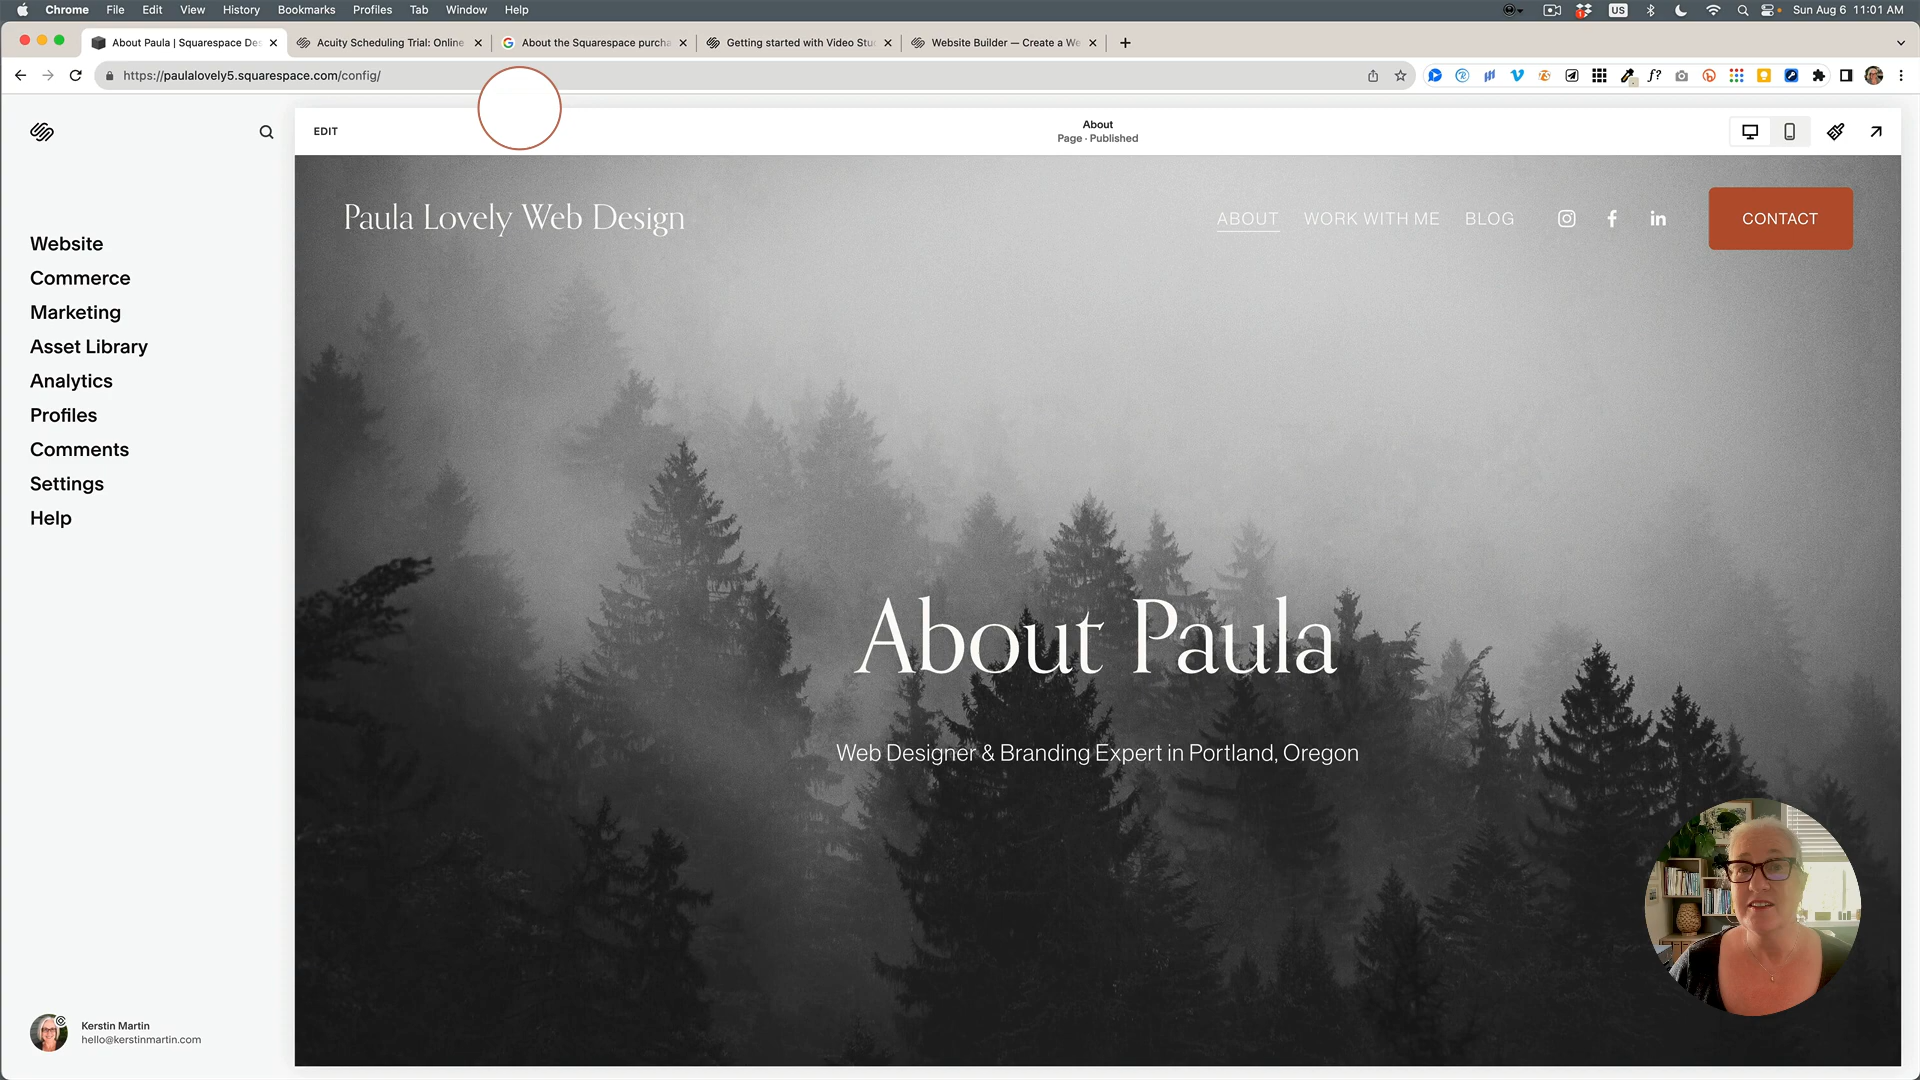 Chrome File Edit View History Bookmarks Profiles Tab Window Help
US Sun Aug 6 11:01 AM
About Paula | Squarespace Des
Acuity Scheduling Trial: Online
About the Squarespace purcha
Getting started with Video Stu
Website Builder — Create a We
https://paulalovely5.squarespace.com/config/
EDIT
About
Page · Published
Website
Commerce
Marketing
Asset Library
Analytics
Profiles
Comments
Settings
Help
Kerstin Martin
hello@kerstinmartin.com
Paula Lovely Web Design
ABOUT WORK WITH ME BLOG
CONTACT
About Paula
Web Designer & Branding Expert in Portland, Oregon